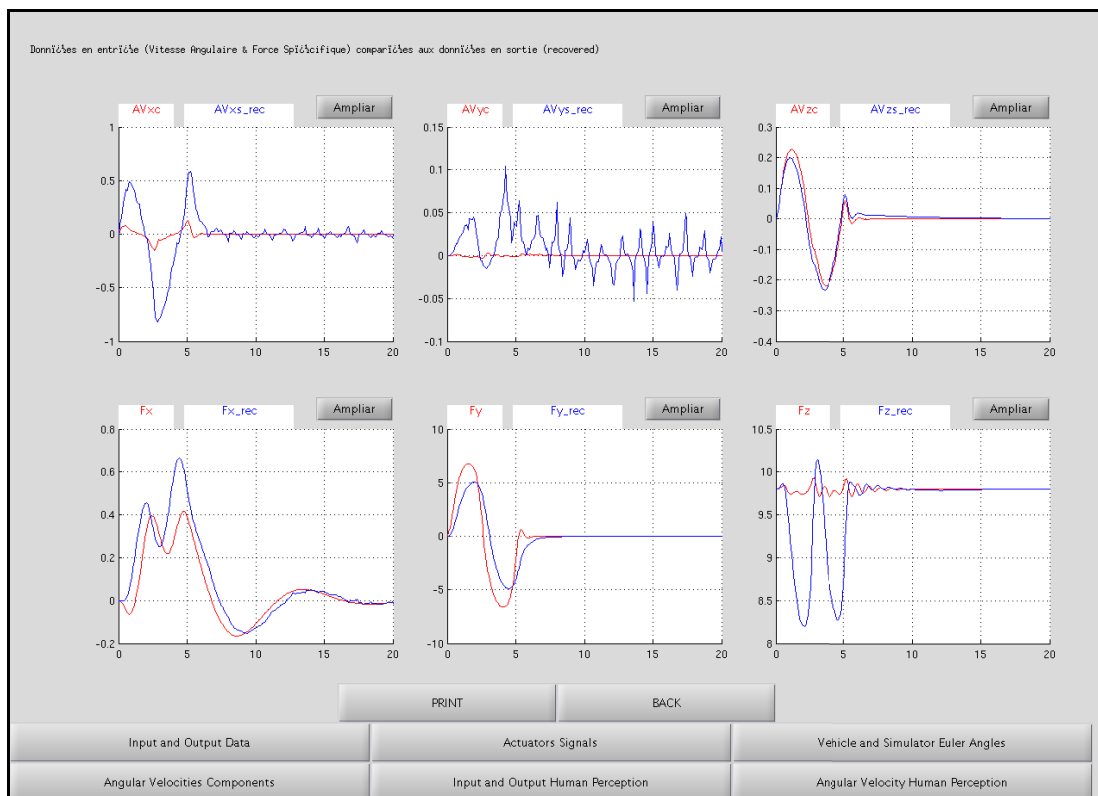 Donnï¿½es en entrï¿½e (Vitesse Angulaire & Force Spï¿½cifique) comparï¿½es aux donnï¿½es en sortie (recovered)
AVxc AVxs_rec Ampliar AVyc AVys_rec Ampliar AVzc AVzs_rec Ampliar
1 0.15 0.3
0.2
0.5 0.1 0.1
0.05 0
0 -0.1
0
-0.5 -0.2
-0.05 -0.3
-1 -0.1 -0.4
0 5 10 15 20 0 5 10 15 20 0 5 10 15 20
Fx Fx_rec Ampliar Fy Fy_rec Ampliar Fz Fz_rec Ampliar
0.8 10 10.5
0.6 10
5
0.4 9.5
0
0.2 9
-5
0 8.5
-0.2 -10 8
0 5 10 15 20 0 5 10 15 20 0 5 10 15 20
PRINT BACK
Input and Output Data Actuators Signals Vehicle and Simulator Euler Angles
Angular Velocities Components Input and Output Human Perception Angular Velocity Human Perception